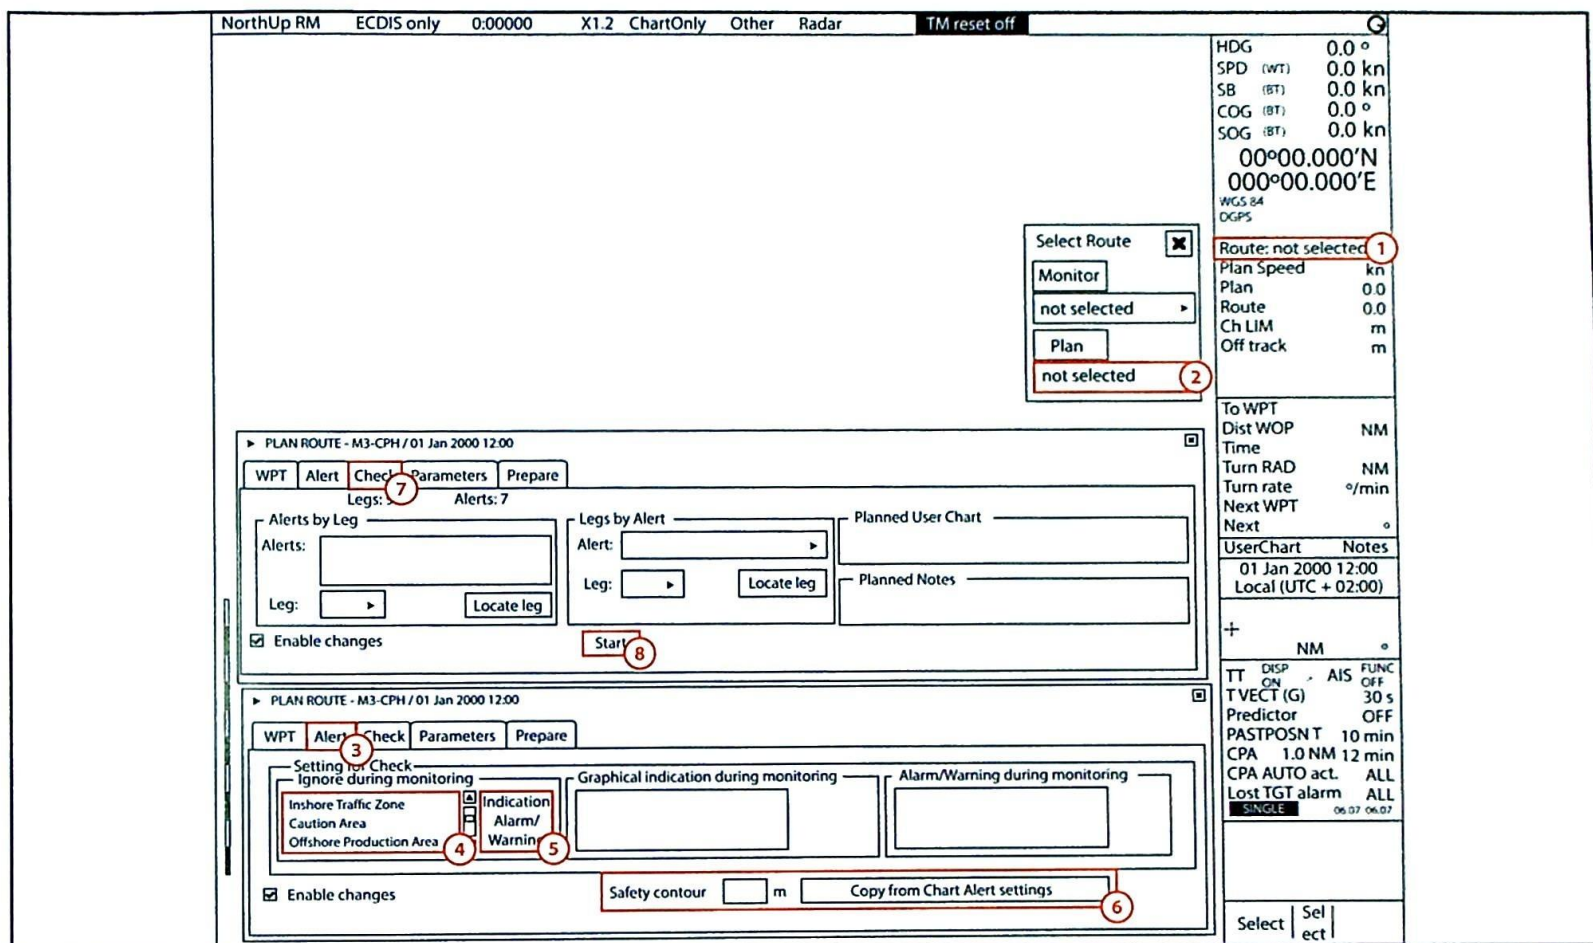 NorthUp RM ECDIS only 0:00000 X1.2 ChartOnly Other Radar TM reset off
HDG 0.0 °
SPD (WT) 0.0 kn
SB (BT) 0.0 kn
COG (BT) 0.0 °
SOG (BT) 0.0 kn
00°00.000'N
000°00.000'E
WGS 84
DGPS
Route: not selected 1
Plan Speed kn
Plan 0.0
Route 0.0
Ch LIM m
Off track m
Select Route
Monitor
not selected
Plan
not selected 2
To WPT
Dist WOP NM
Time
Turn RAD NM
Turn rate °/min
Next WPT
Next °
UserChart Notes
01 Jan 2000 12:00
Local (UTC + 02:00)
NM °
TT DISP ON AIS FUNC OFF
T VECT (G) 30 s
Predictor OFF
PASTPOSN T 10 min
CPA 1.0 NM 12 min
CPA AUTO act. ALL
Lost TGT alarm ALL
SINGLE 06.07 06.07
Select Sel
ect
PLAN ROUTE - M3-CPH / 01 Jan 2000 12:00
WPT Alert Check Parameters Prepare
7
Legs: Alerts: 7
Alerts by Leg Legs by Alert Planned User Chart
Alerts: Alert:
Leg: Locate leg Leg: Locate leg Planned Notes
Enable changes Start 8
PLAN ROUTE - M3-CPH / 01 Jan 2000 12:00
WPT Alert Check Parameters Prepare
3
Setting for Check
Ignore during monitoring Graphical indication during monitoring Alarm/Warning during monitoring
Inshore Traffic Zone
Caution Area
Offshore Production Area 4
Indication
Alarm/
Warning 5
Enable changes Safety contour m Copy from Chart Alert settings 6